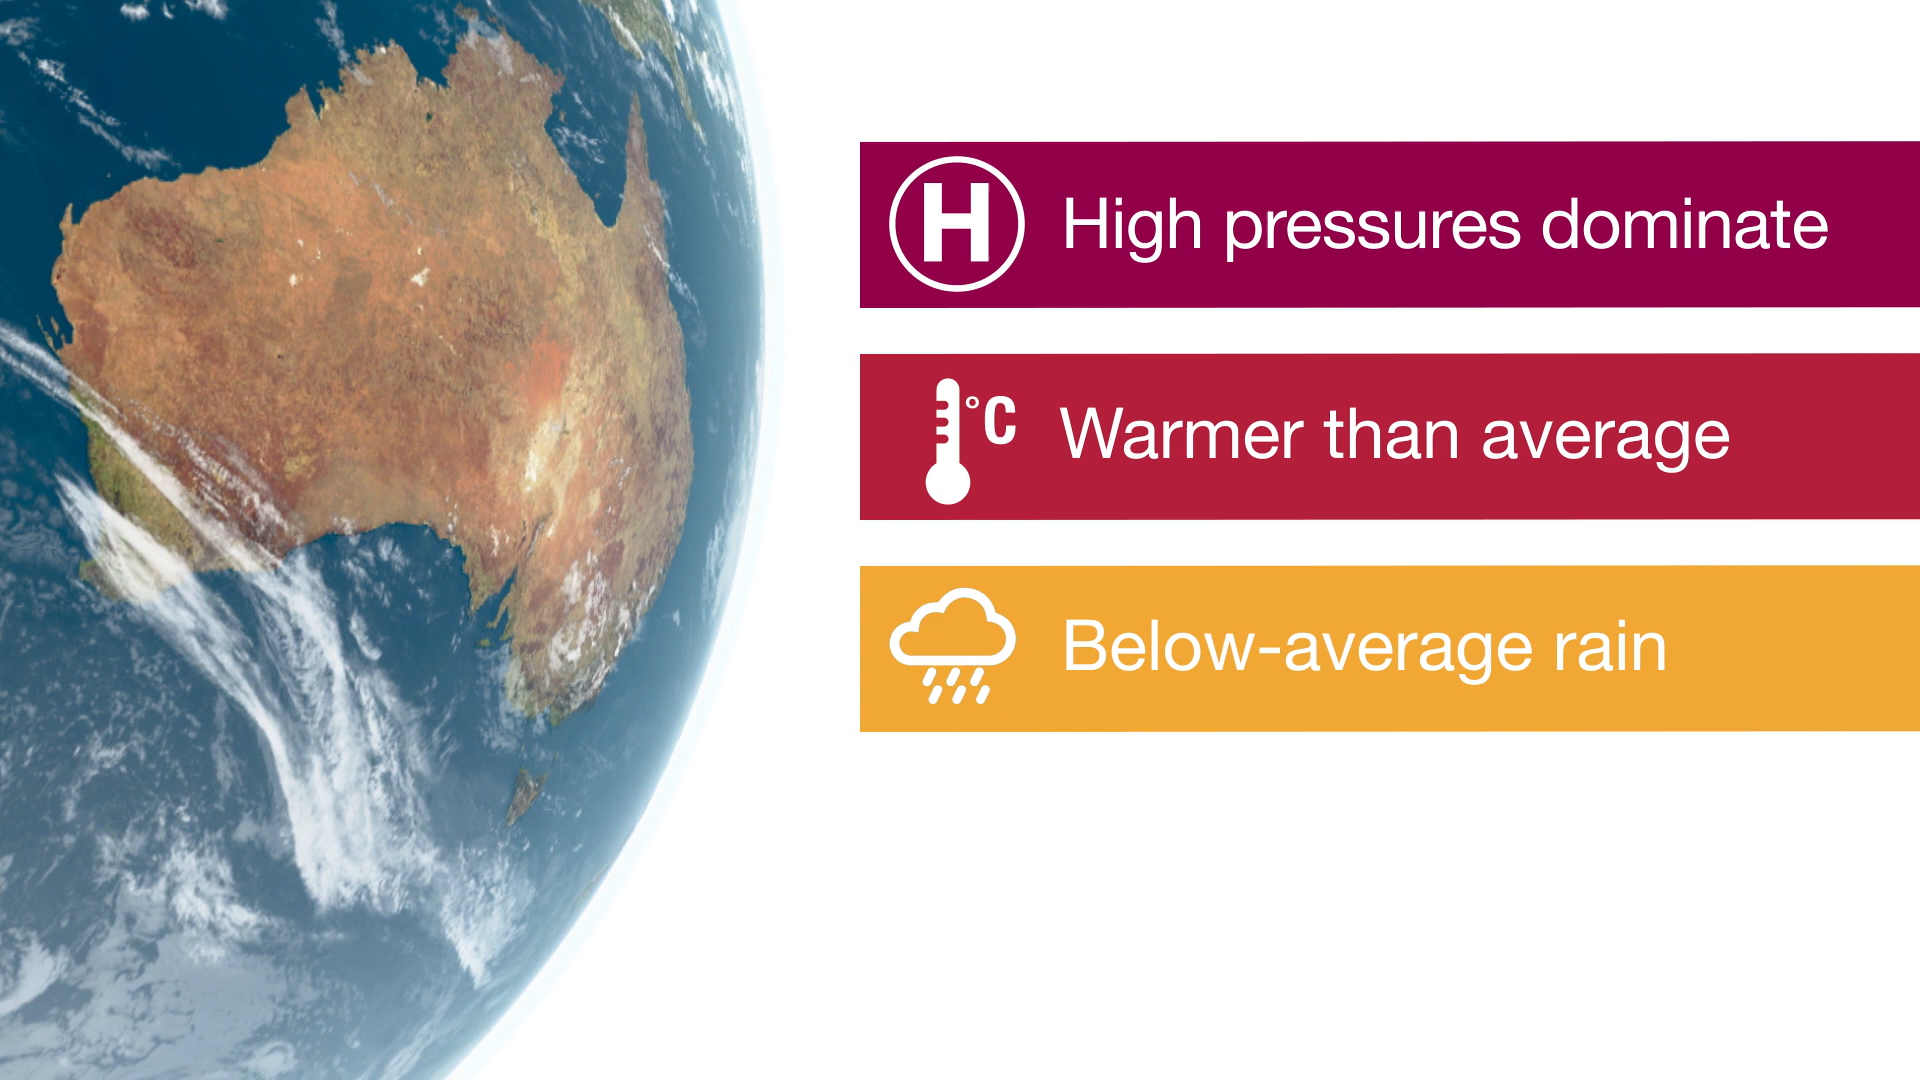 H High pressures dominate
°C Warmer than average
Below-average rain